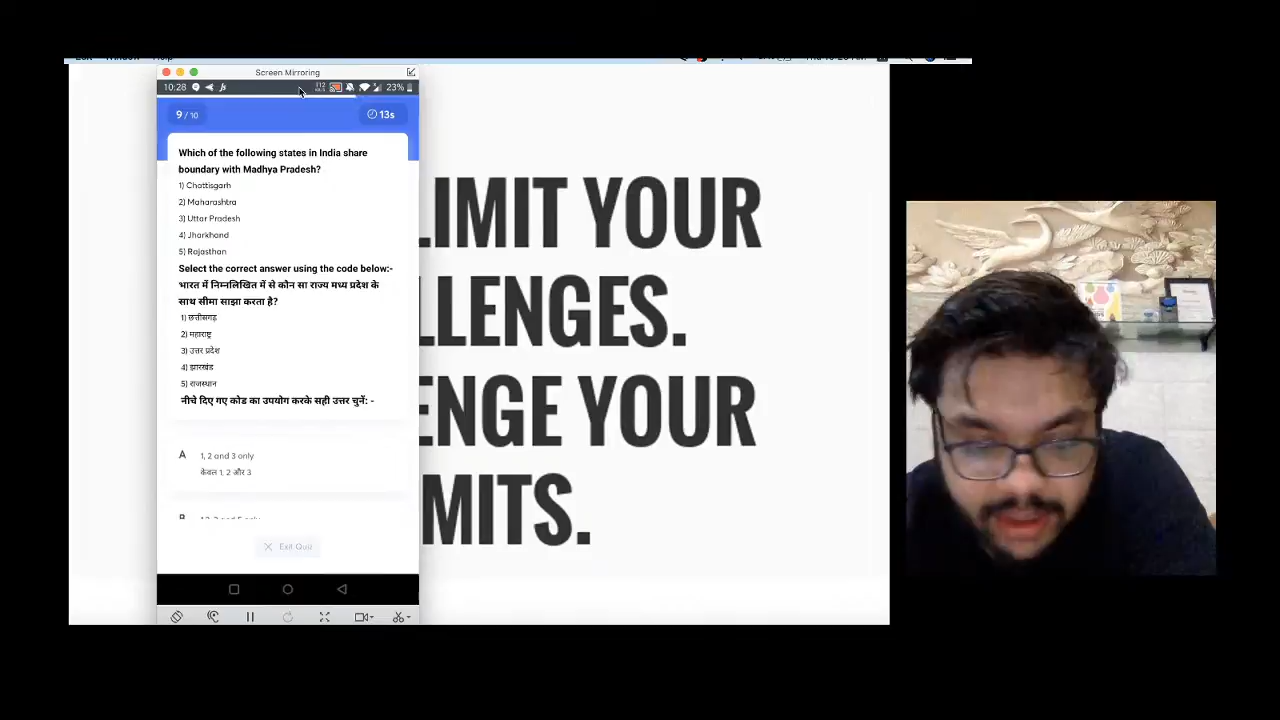 Screen Mirroring
10:28
23%
9 / 10
13s
Which of the following states in India share
boundary with Madhya Pradesh?
1) Chattisgarh
2) Maharashtra
3) Uttar Pradesh
4) Jharkhand
5) Rajasthan
Select the correct answer using the code below:-
भारत में निम्नलिखित में से कौन सा राज्य मध्य प्रदेश के
साथ सीमा साझा करता है?
1) छत्तीसगढ़
2) महाराष्ट्र
3) उत्तर प्रदेश
4) झारखंड
5) राजस्थान
नीचे दिए गए कोड का उपयोग करके सही उत्तर चुनें: -
A 1, 2 and 3 only
केवल 1, 2 और 3
Exit Quiz
LIMIT YOUR
LLENGES.
ENGE YOUR
MITS.